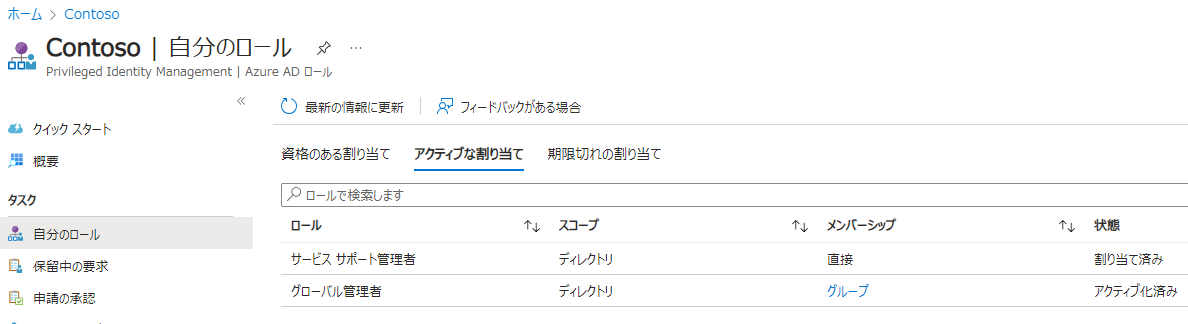 ホーム > Contoso
Contoso | 自分のロール
Privileged Identity Management | Azure AD ロール
最新の情報に更新 フィードバックがある場合
クイック スタート
概要
タスク
自分のロール
保留中の要求
申請の承認
資格のある割り当て アクティブな割り当て 期限切れの割り当て
ロールで検索します
ロール スコープ メンバーシップ 状態
サービス サポート管理者 ディレクトリ 直接 割り当て済み
グローバル管理者 ディレクトリ グループ アクティブ化済み